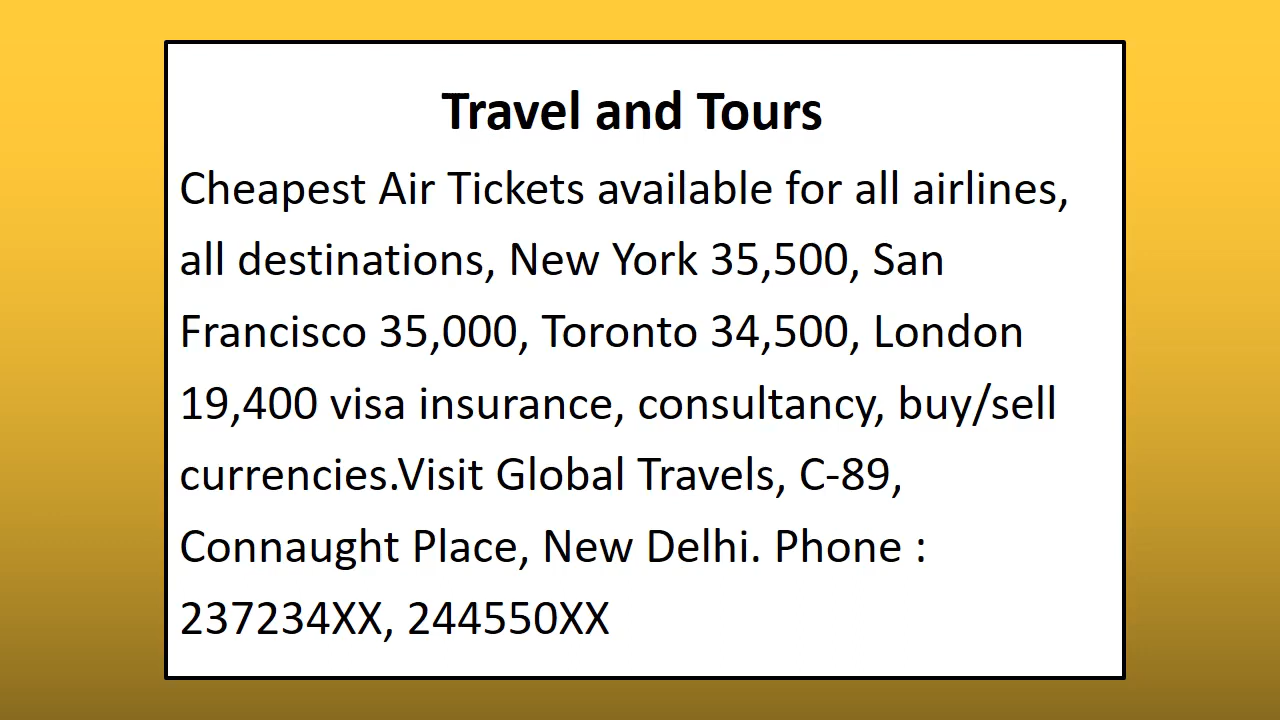 Travel and Tours
Cheapest Air Tickets available for all airlines,
all destinations, New York 35,500, San
Francisco 35,000, Toronto 34,500, London
19,400 visa insurance, consultancy, buy/sell
currencies.Visit Global Travels, C-89,
Connaught Place, New Delhi. Phone :
237234XX, 244550XX